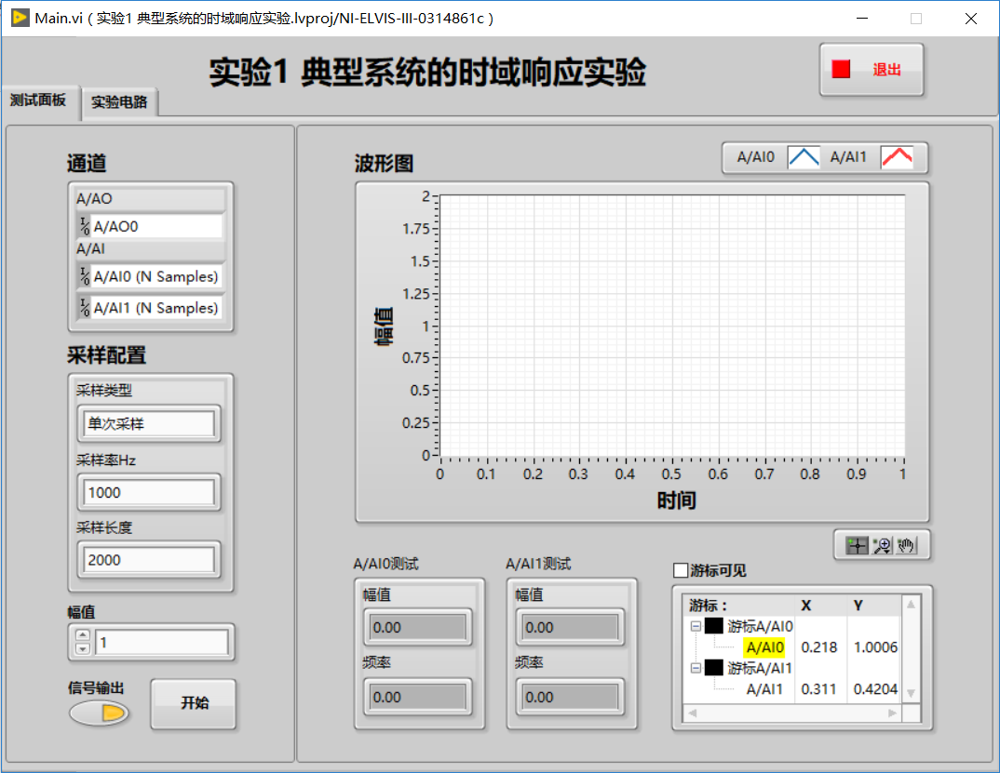 Main.vi ( 实验1 典型系统的时域响应实验.lvproj/NI-ELVIS-III-0314861c )
实验1 典型系统的时域响应实验
退出
测试面板
实验电路
通道
A/AO
A/AO0
A/AI
A/AI0 (N Samples)
A/AI1 (N Samples)
采样配置
采样类型
单次采样
采样率Hz
1000
采样长度
2000
幅值
1
信号输出
开始
波形图
A/AI0 A/AI1
2
1.75
1.5
1.25
1
0.75
0.5
0.25
0
幅值
0 0.1 0.2 0.3 0.4 0.5 0.6 0.7 0.8 0.9 1
时间
A/AI0测试
幅值
0.00
频率
0.00
A/AI1测试
幅值
0.00
频率
0.00
游标可见
游标： X Y
游标A/AI0
A/AI0 0.218 1.0006
游标A/AI1
A/AI1 0.311 0.4204